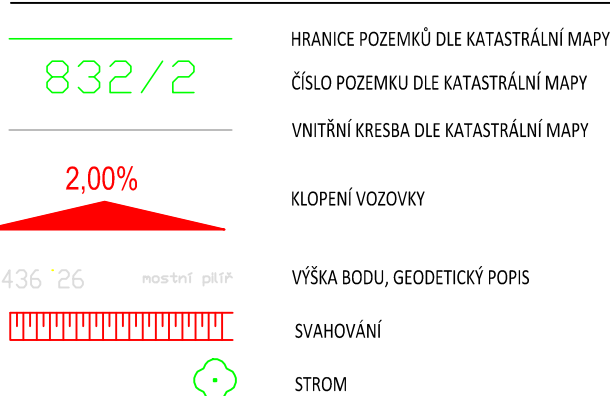 HRANICE POZEMKŮ DLE KATASTRÁLNÍ MAPY
832/2 ČÍSLO POZEMKU DLE KATASTRÁLNÍ MAPY
VNITŘNÍ KRESBA DLE KATASTRÁLNÍ MAPY
2,00%
KLOPENÍ VOZOVKY
436 26 mostní pilíř VÝŠKA BODU, GEODETICKÝ POPIS
SVAHOVÁNÍ
STROM